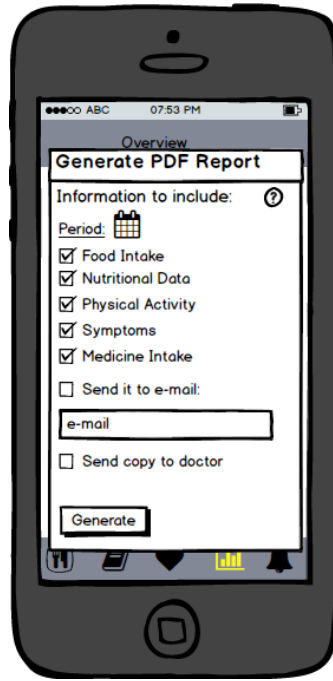 ABC 07:53 PM
Overview
Generate PDF Report
Information to include:
Period:
Food Intake
Nutritional Data
Physical Activity
Symptoms
Medicine Intake
Send it to e-mail:
e-mail
Send copy to doctor
Generate